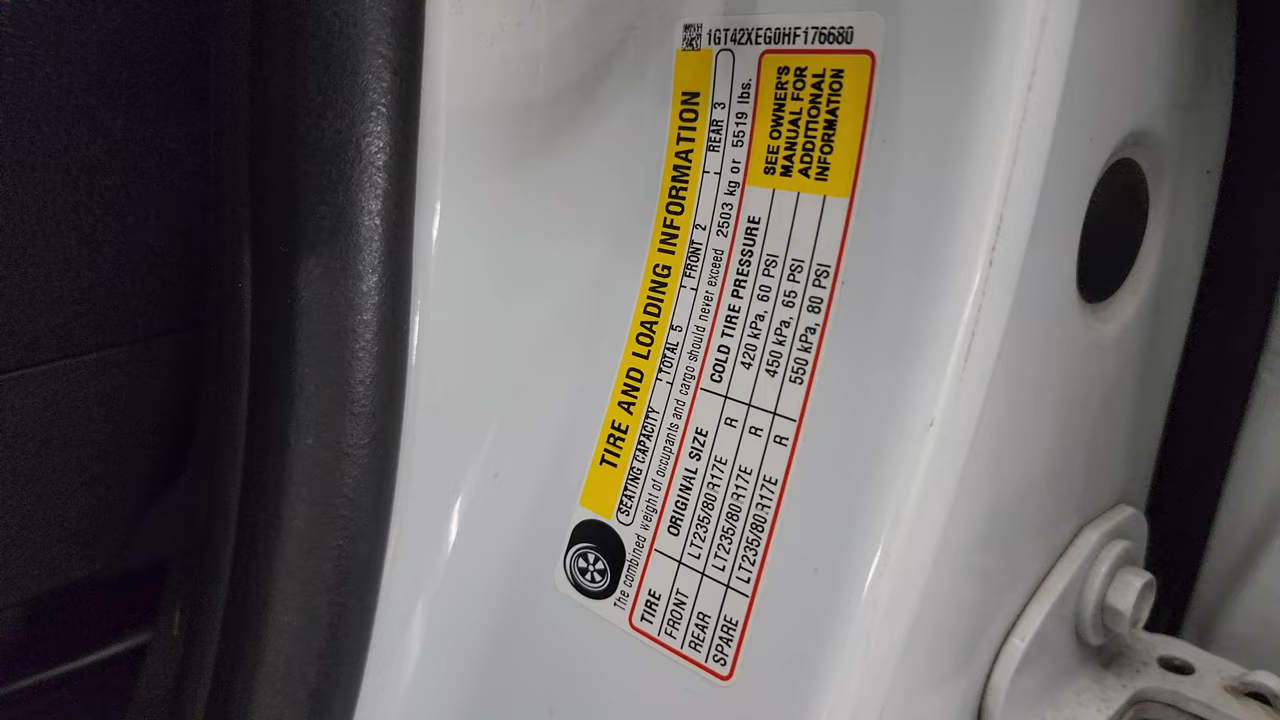 1GT42XEG0HF176680
TIRE AND LOADING INFORMATION
SEATING CAPACITY TOTAL 5 FRONT 2 REAR 3
The combined weight of occupants and cargo should never exceed 2503 kg or 5519 lbs.
TIRE ORIGINAL SIZE COLD TIRE PRESSURE
FRONT LT235/80R17E R 420 kPa, 60 PSI
REAR LT235/80R17E R 450 kPa, 65 PSI
SPARE LT235/80R17E R 550 kPa, 80 PSI
SEE OWNER'S
MANUAL FOR
ADDITIONAL
INFORMATION